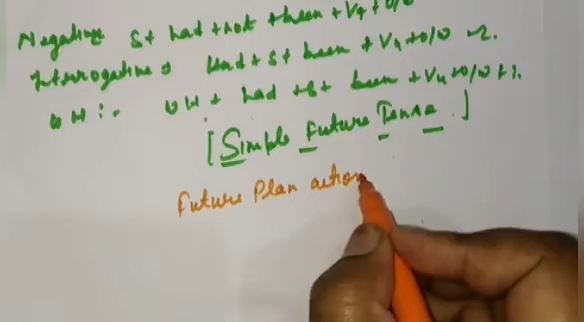 Negative S+ had + not + been + V4 + O/O
Interrogative Had + S + been + V4 + O/O ?
WH :- WH + had + S + been + V4 + O/O + ?
[Simple Future Tense.]
Future Plan action